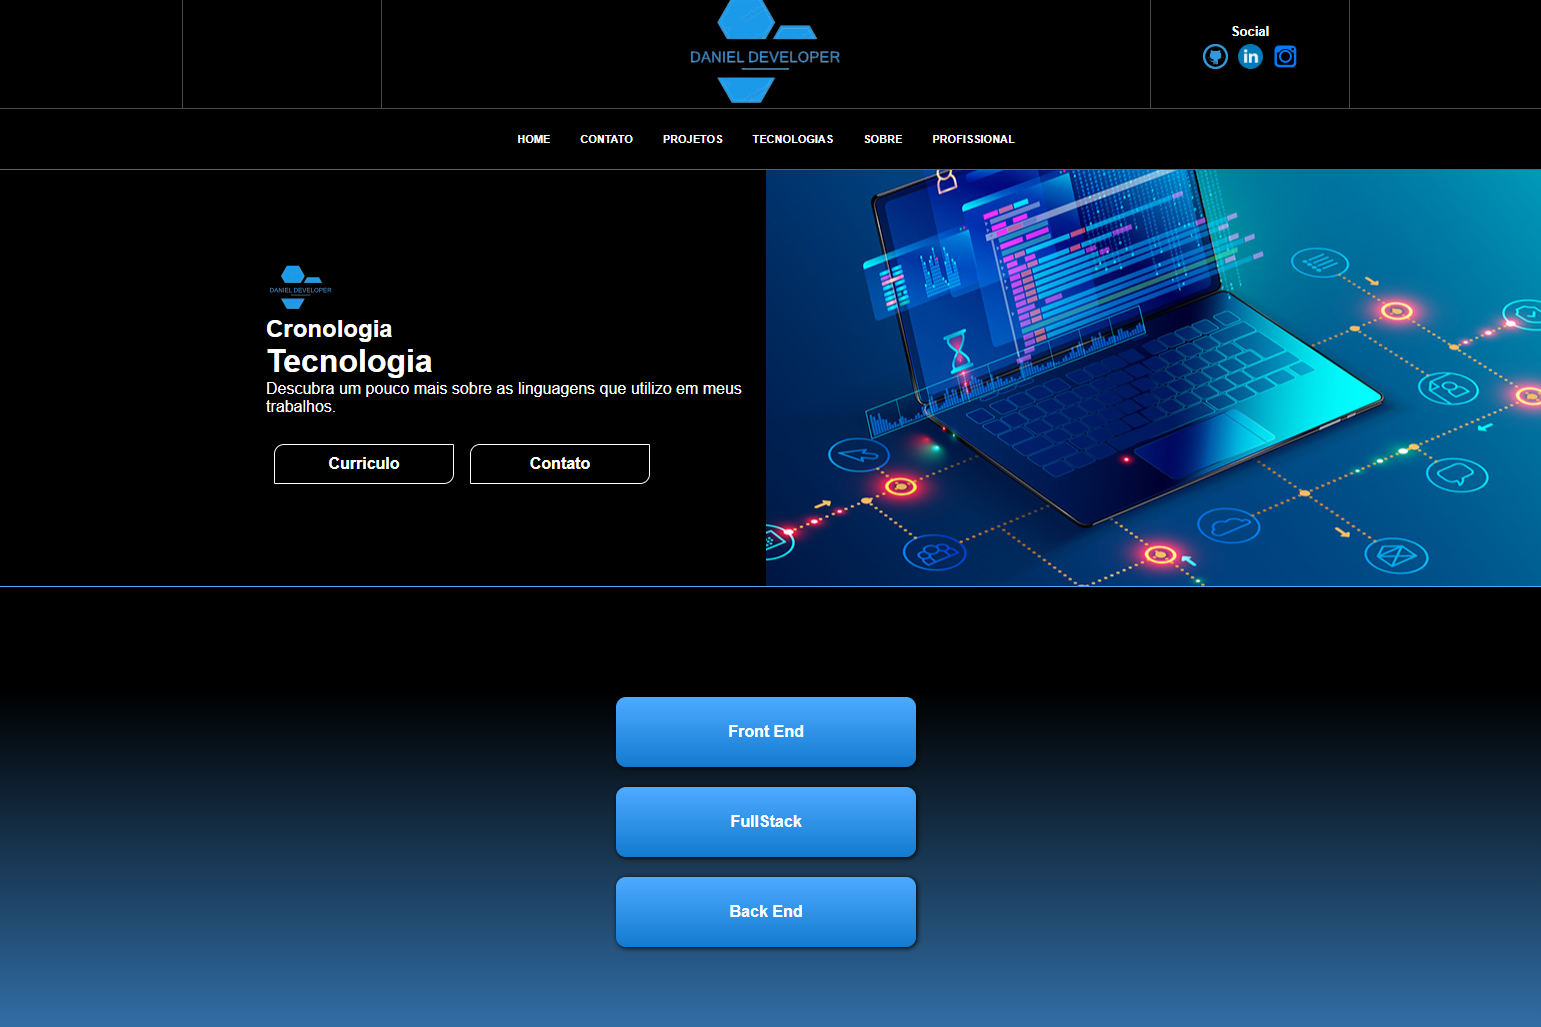 DANIEL DEVELOPER
Social
HOME CONTATO PROJETOS TECNOLOGIAS SOBRE PROFISSIONAL
DANIEL DEVELOPER
Cronologia
Tecnologia
Descubra um pouco mais sobre as linguagens que utilizo em meus
trabalhos.
Curriculo Contato
Front End
FullStack
Back End